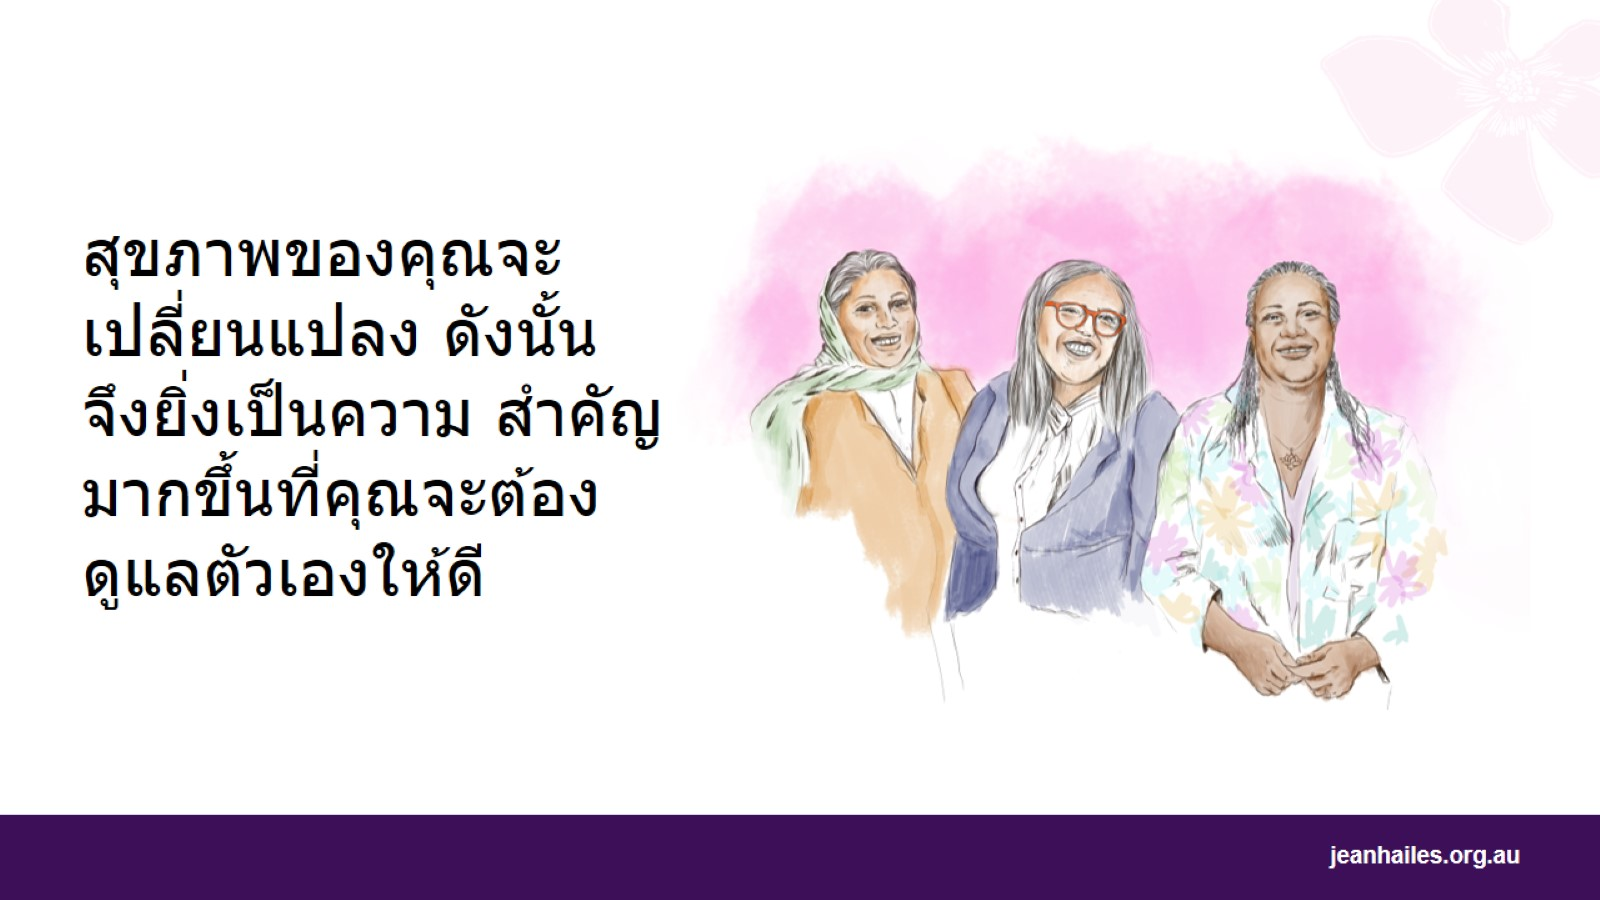 สุขภาพของคุณจะ
เปลี่ยนแปลง ดังนั้น
จึงยิ่งเป็นความ สำคัญ
มากขึ้นที่คุณจะต้อง
ดูแลตัวเองให้ดี
jeanhailes.org.au